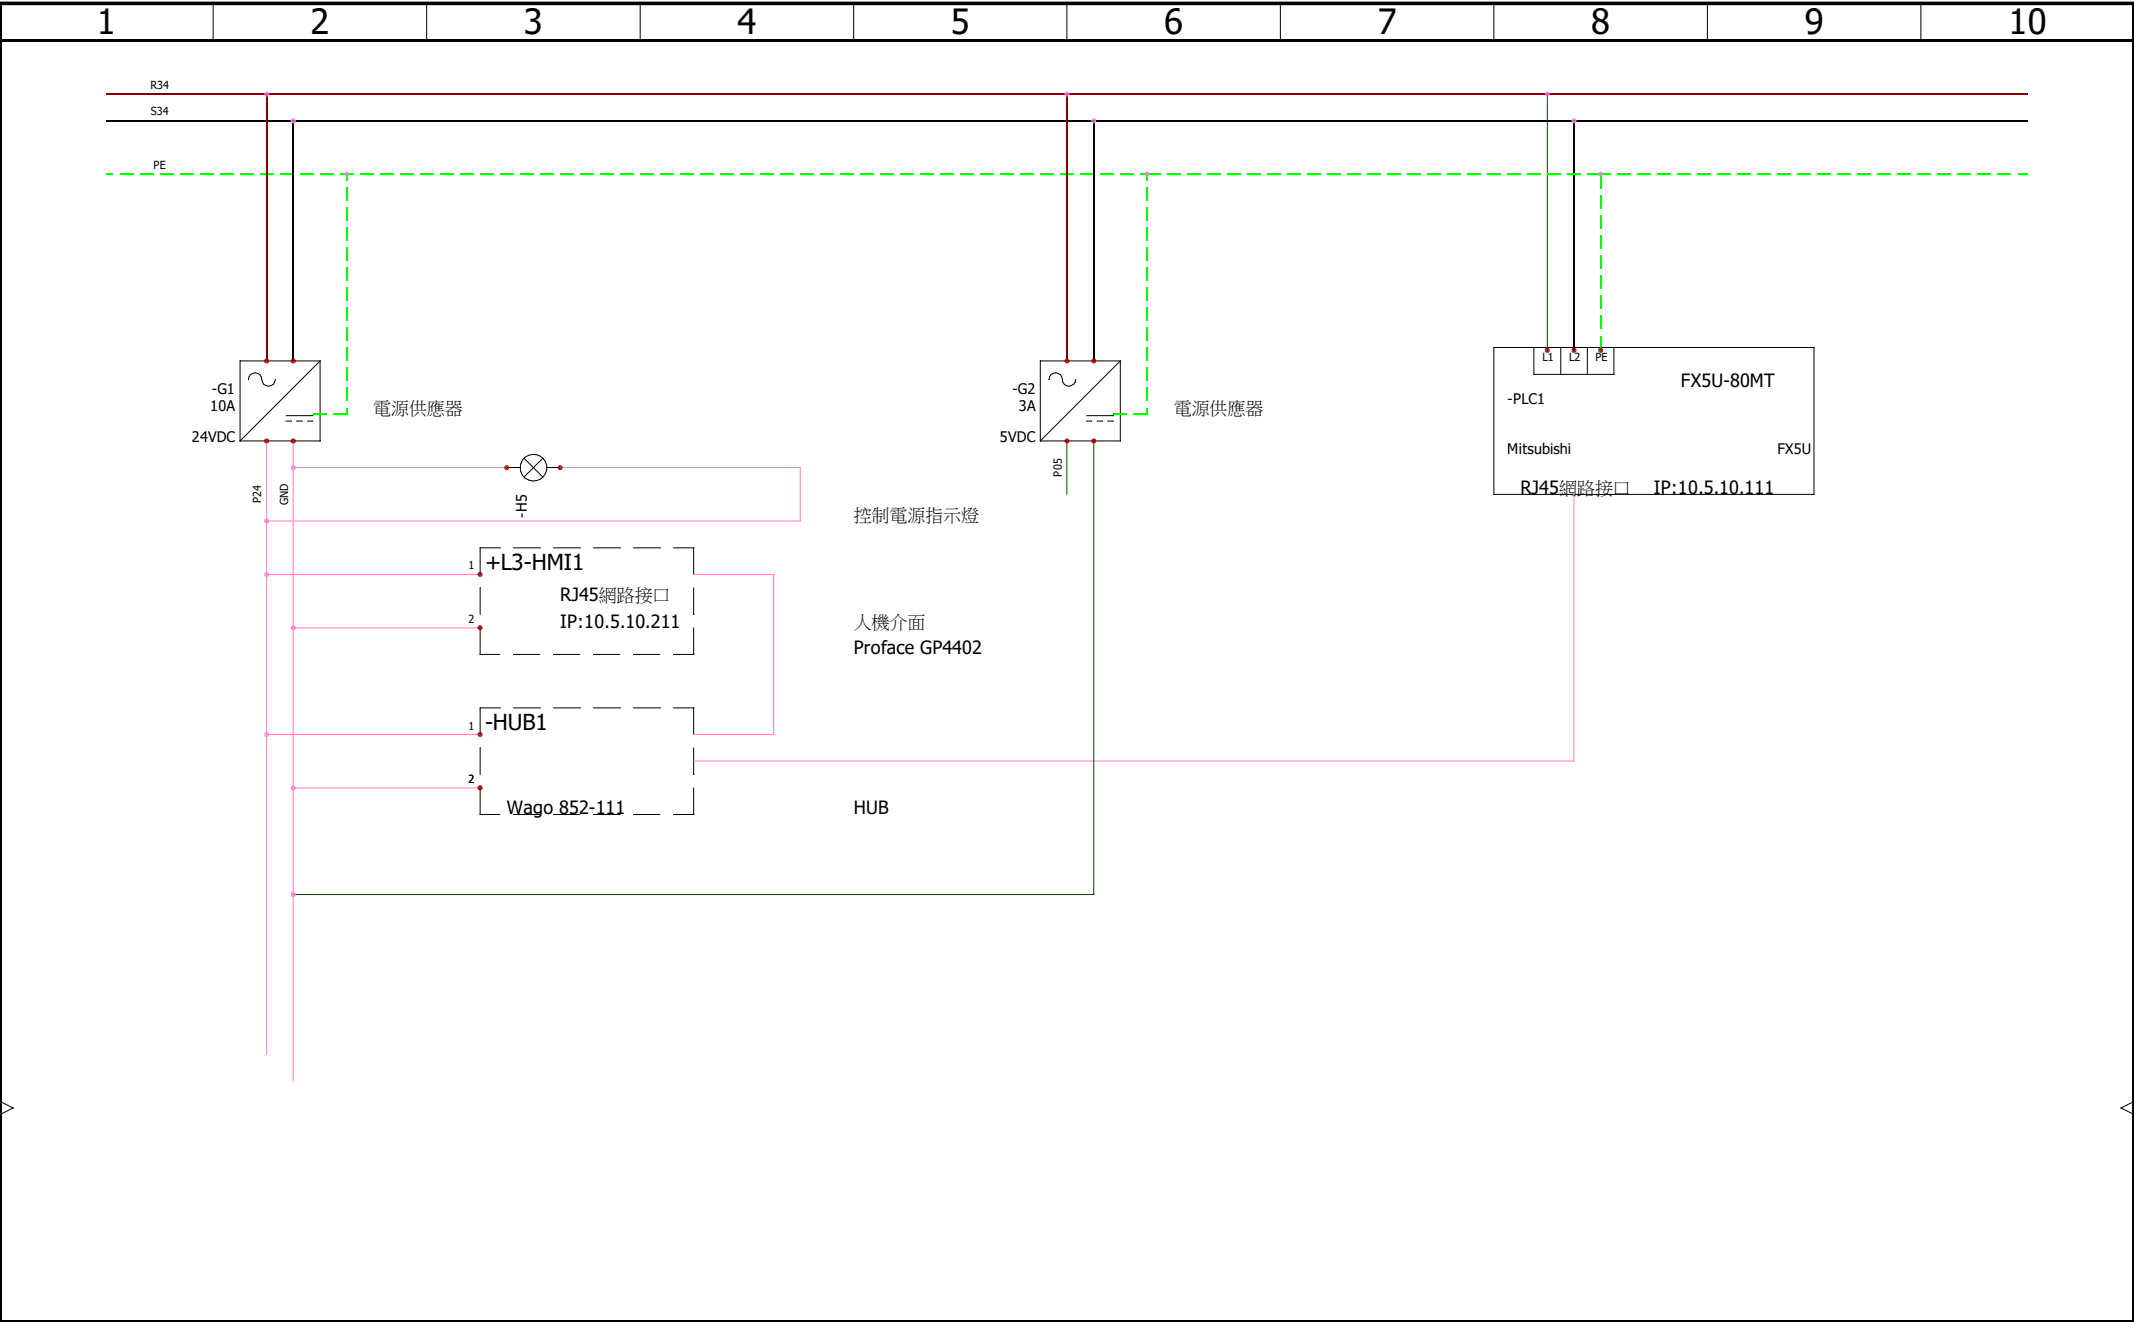 1 2 3 4 5 6 7 8 9 10
R34
S34
PE
L1 L2 PE
-G1
10A
24VDC
電源供應器
-G2
3A
5VDC
電源供應器
FX5U-80MT
-PLC1
Mitsubishi
FX5U
RJ45網路接口 IP:10.5.10.111
P24
GND
-H5
P05
控制電源指示燈
1
+L3-HMI1
RJ45網路接口
2
IP:10.5.10.211
人機介面
Proface GP4402
1
-HUB1
2
Wago 852-111
HUB